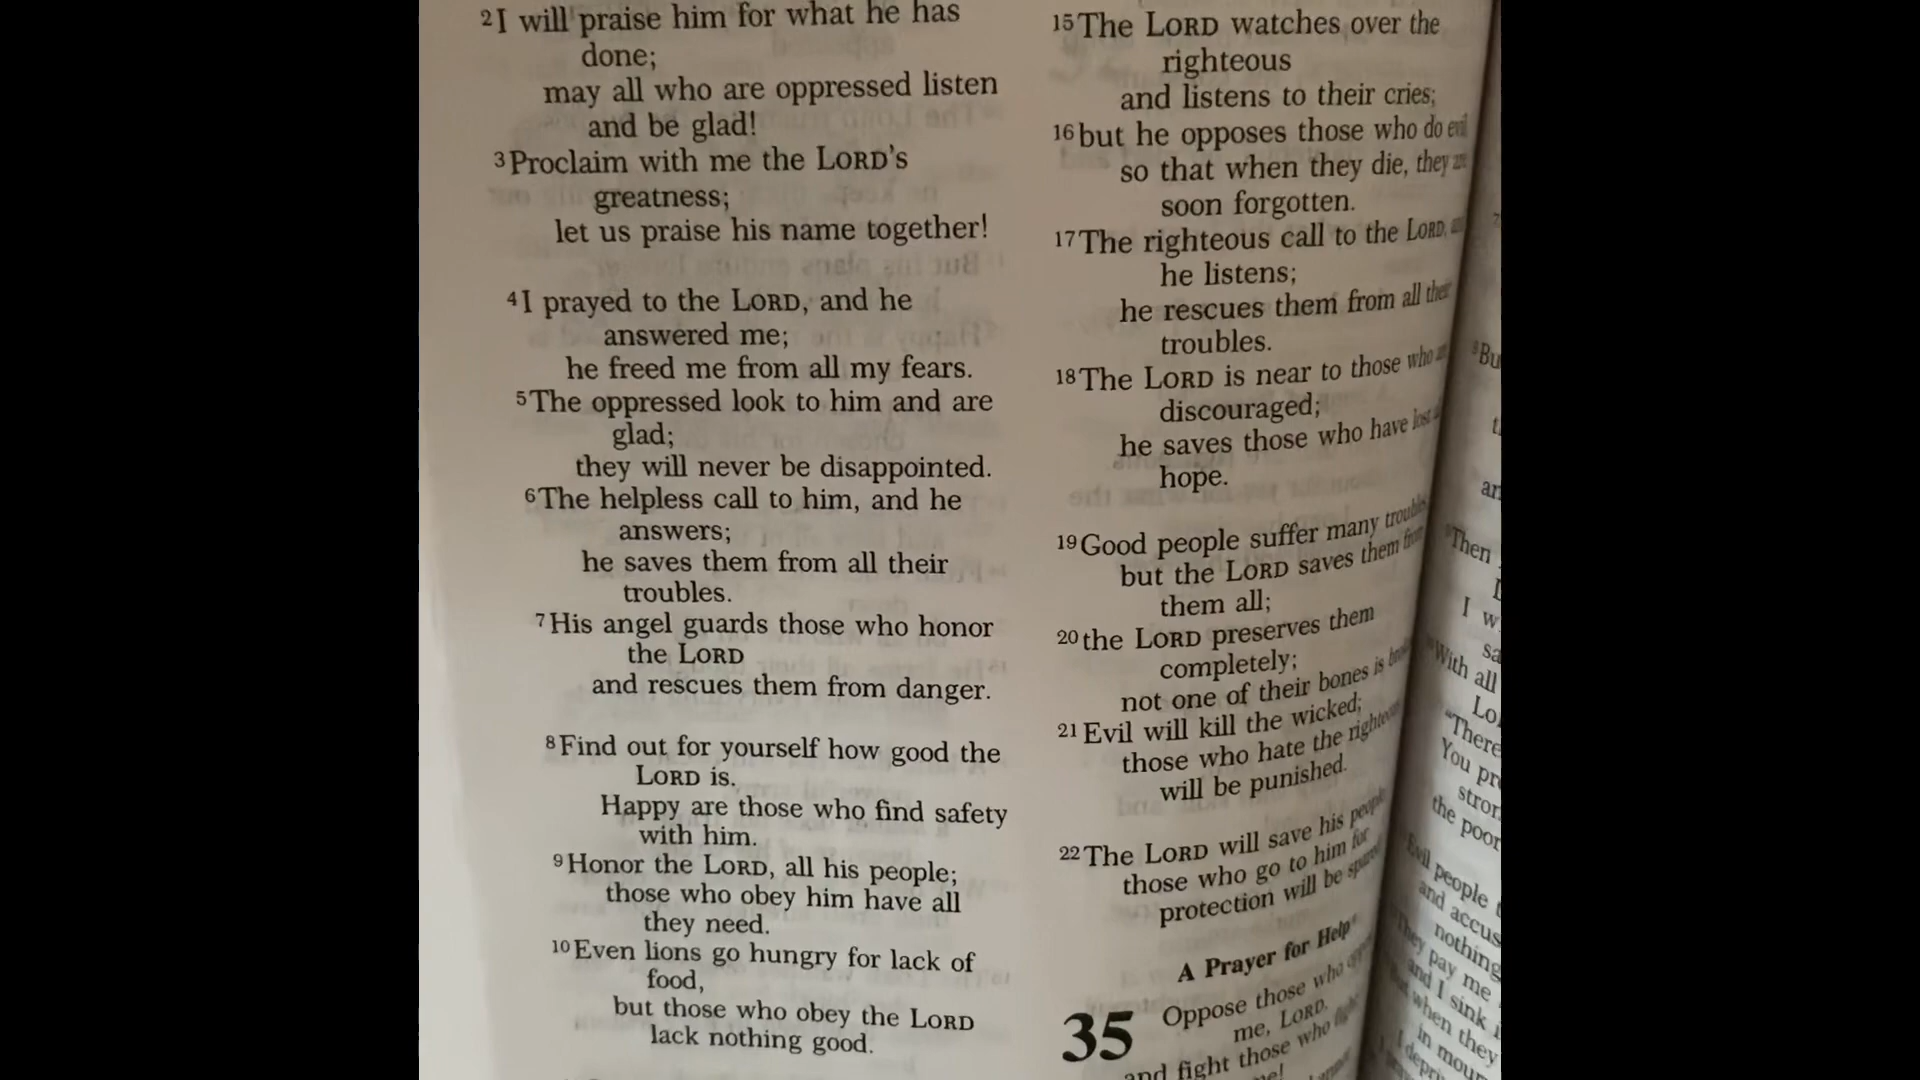 2 I will praise him for what he has
done;
may all who are oppressed listen
and be glad!
3 Proclaim with me the LORD's
greatness;
let us praise his name together!
4 I prayed to the LORD, and he
answered me;
he freed me from all my fears.
5 The oppressed look to him and are
glad;
they will never be disappointed.
6 The helpless call to him, and he
answers;
he saves them from all their
troubles.
7 His angel guards those who honor
the LORD
and rescues them from danger.
8 Find out for yourself how good the
LORD is.
Happy are those who find safety
with him.
9 Honor the LORD, all his people;
those who obey him have all
they need.
10 Even lions go hungry for lack of
food,
but those who obey the LORD
lack nothing good.
15 The LORD watches over the
righteous
and listens to their cries;
16 but he opposes those who do evil
so that when they die, they are
soon forgotten.
17 The righteous call to the LORD,
he listens;
he rescues them from all their
troubles.
18 The LORD is near to those who
discouraged;
he saves those who have lost
hope.
19 Good people suffer many troubles
but the LORD saves them from
them all;
20 the LORD preserves them
completely;
not one of their bones is
21 Evil will kill the wicked;
those who hate the righteous
will be punished.
22 The LORD will save his people
those who go to him for
protection will be spared
A Prayer for Help
35 Oppose those who
me, LORD,
and fight those who fight
Then
I
With all
"There
You
the poor
Evil people
and
nothing
They pay me
and I sink
when they
in
I